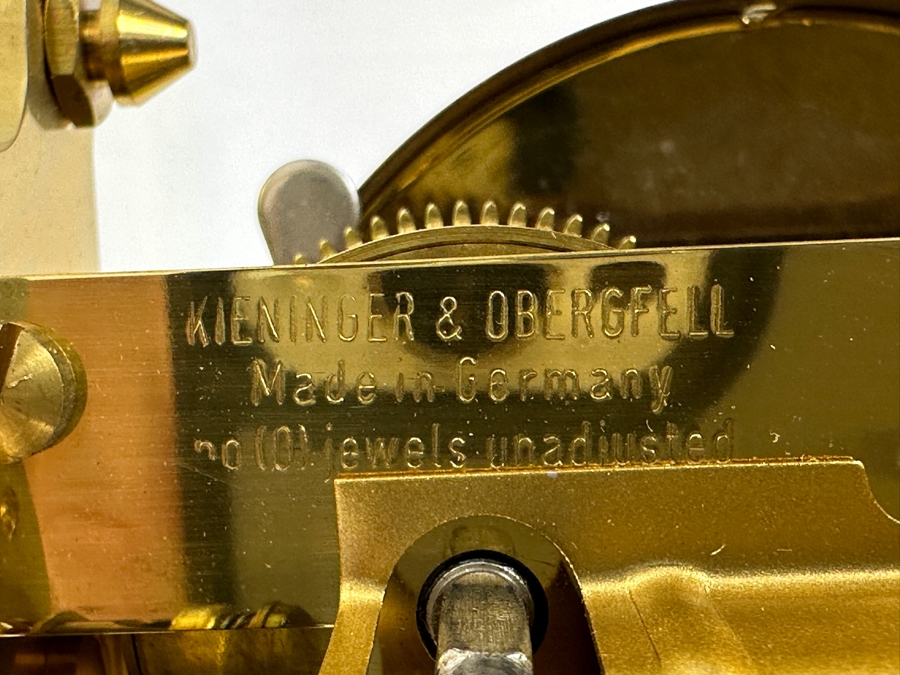 KIENINGER & OBERGFELL
Made in Germany
no (0) jewels unadjusted